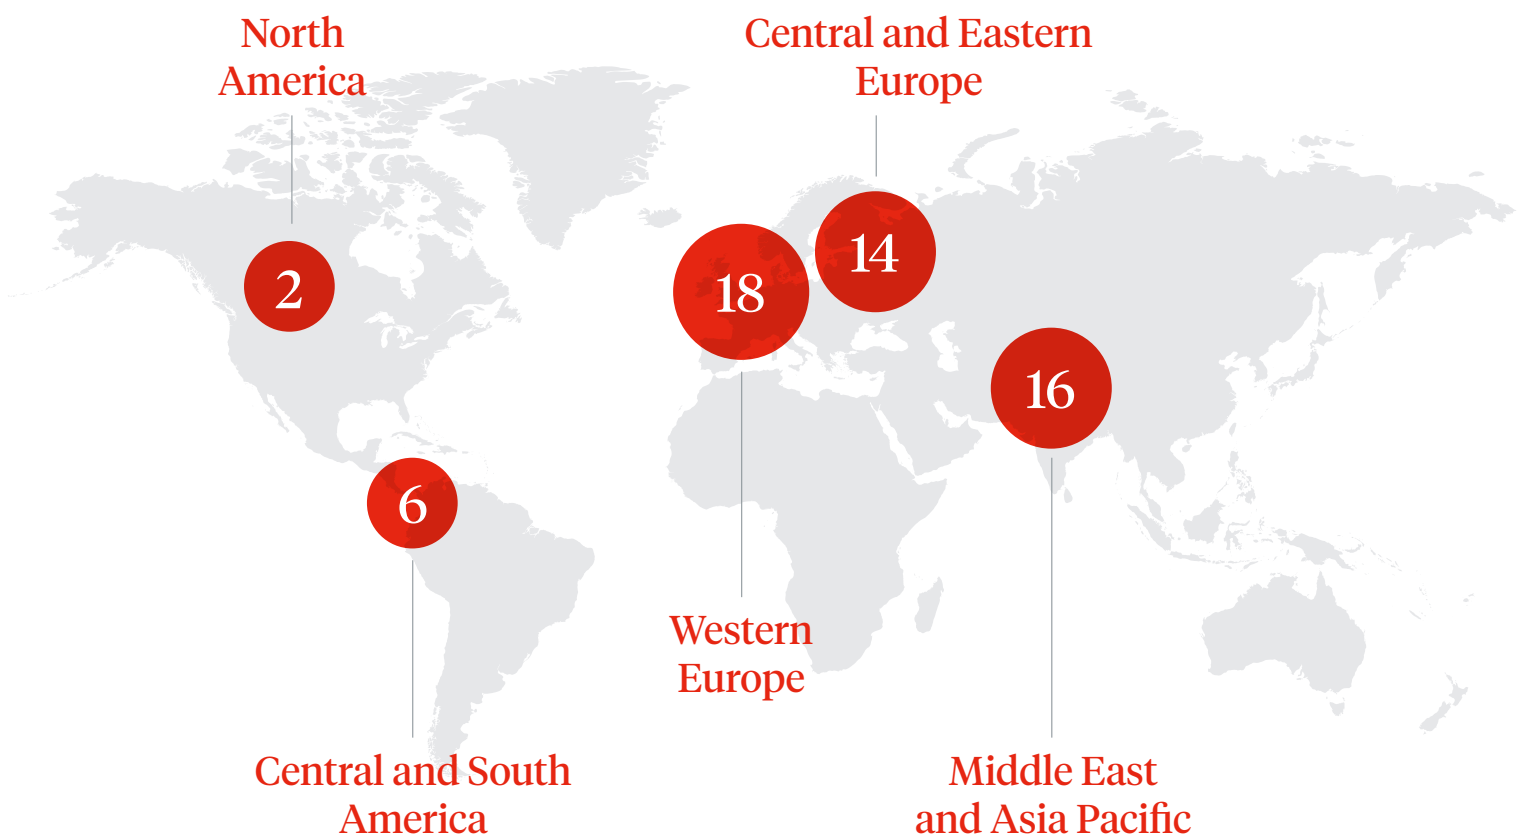 North
America
2
Central and Eastern
Europe
14
18
16
6
Western
Europe
Central and South
America
Middle East
and Asia Pacific